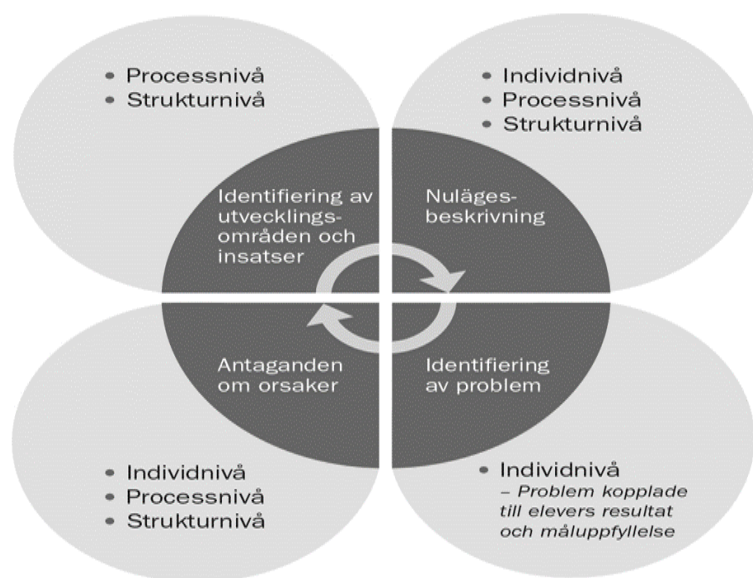 • Processnivå
• Strukturnivå
Identifiering av
utvecklings-
områden och
insatser
• Individnivå
• Processnivå
• Strukturnivå
Nuläges-
beskrivning
Antaganden
om orsaker
• Individnivå
• Processnivå
• Strukturnivå
Identifiering
av problem
• Individnivå
– Problem kopplade
till elevers resultat
och måluppfyllelse